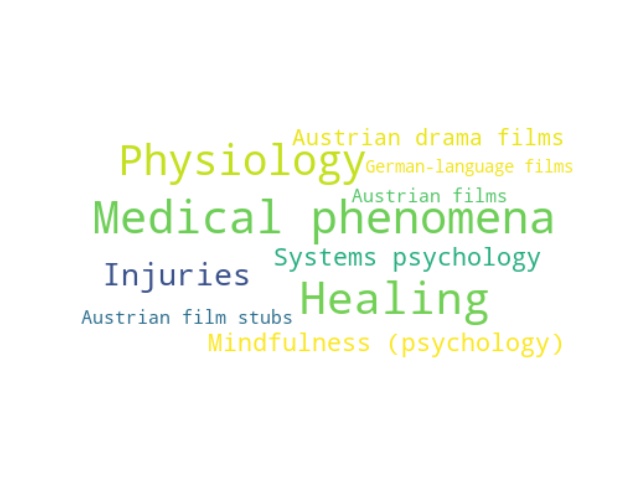 Austrian drama films
Physiology
German-language films
Austrian films
Medical phenomena
Systems psychology
Injuries
Healing
Austrian film stubs
Mindfulness (psychology)